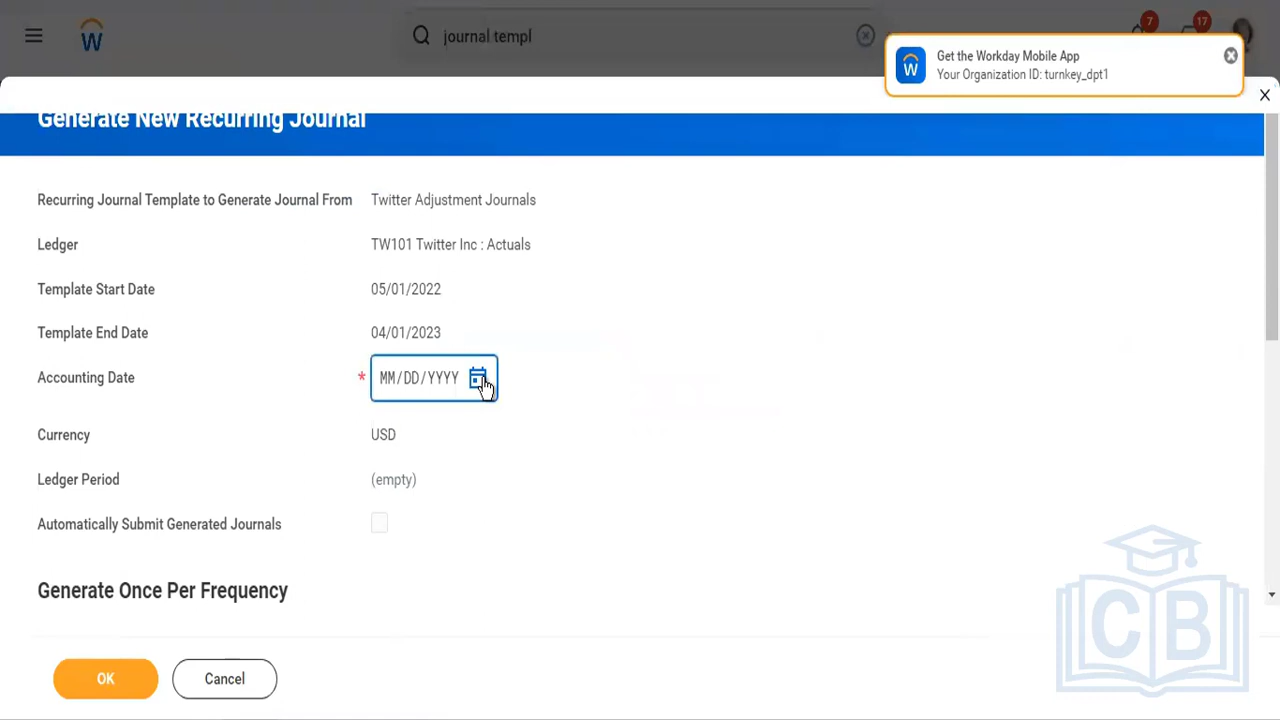 W
journal templ
7
17
W
Get the Workday Mobile App
Your Organization ID: turnkey_dpt1
Generate New Recurring Journal
Recurring Journal Template to Generate Journal From Twitter Adjustment Journals
Ledger TW101 Twitter Inc : Actuals
Template Start Date 05/01/2022
Template End Date 04/01/2023
Accounting Date * MM/DD/YYYY
Currency USD
Ledger Period (empty)
Automatically Submit Generated Journals
Generate Once Per Frequency
OK Cancel
CB